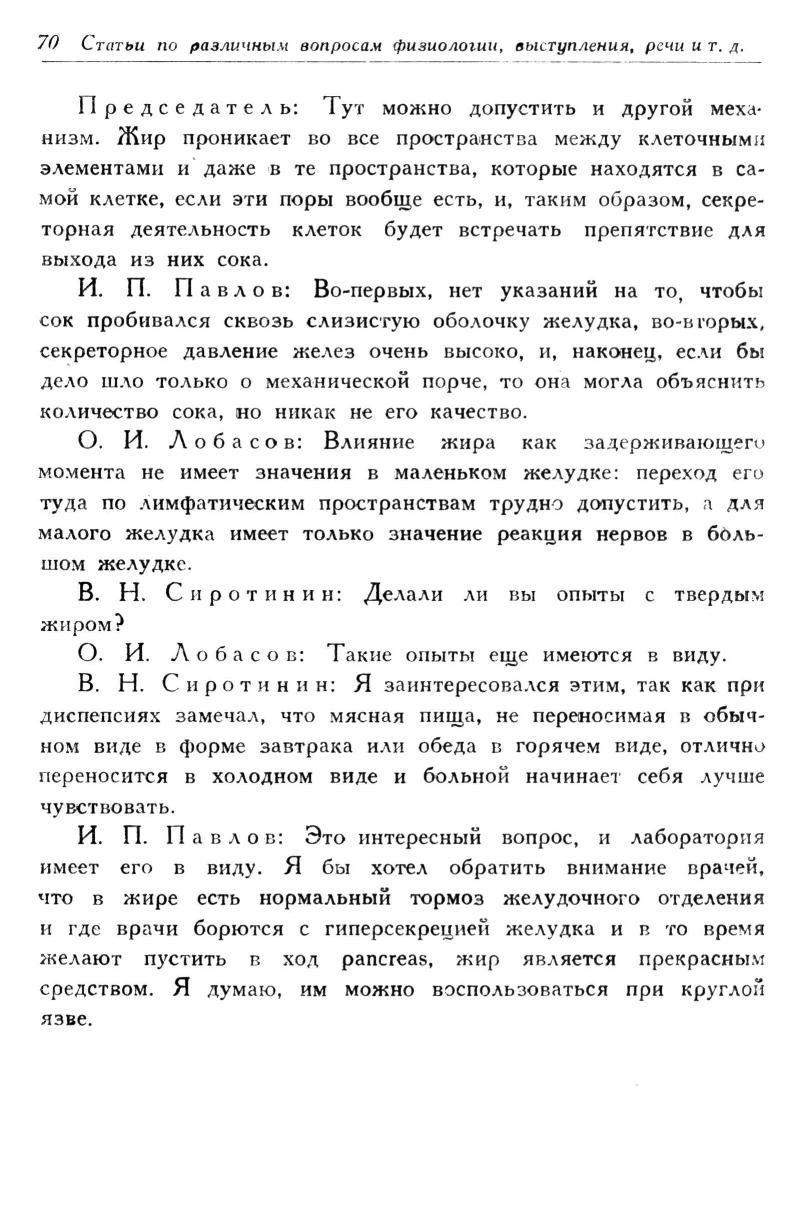 70 Статьи по различным вопросам физиологии, выступления, речи и т. д.
Председатель: Тут можно допустить и другой меха-
низм. Жир проникает во все пространства между клеточными
элементами и даже в те пространства, которые находятся в са-
мой клетке, если эти поры вообще есть, и, таким образом, секре-
торная деятельность клеток будет встречать препятствие для
выхода из них сока.
И. П. Павлов: Во-первых, нет указаний на то, чтобы
сок пробивался сквозь слизистую оболочку желудка, во-вторых,
секреторное давление желез очень высоко, и, наконец, если бы
дело шло только о механической порче, то она могла объяснить
количество сока, но никак не его качество.
О. И. Лобасов: Влияние жира как задерживающего
момента не имеет значения в маленьком желудке: переход его
туда по лимфатическим пространствам трудно допустить, а для
малого желудка имеет только значение реакция нервов в боль-
шом желудке.
В. Н. Сиротинин: Делали ли вы опыты с твердым
жиром?
О. И. Лобасов: Такие опыты еще имеются в виду.
В. Н. Сиротинин: Я заинтересовался этим, так как при
диспепсиях замечал, что мясная пища, не переносимая в обыч-
ном виде в форме завтрака или обеда в горячем виде, отлично
переносится в холодном виде и больной начинает себя лучше
чувствовать.
И. П. Павлов: Это интересный вопрос, и лаборатория
имеет его в виду. Я бы хотел обратить внимание врачей,
что в жире есть нормальный тормоз желудочного отделения
и где врачи борются с гиперсекрецией желудка и в то время
желают пустить в ход pancreas, жир является прекрасным
средством. Я думаю, им можно воспользоваться при круглой
язве.